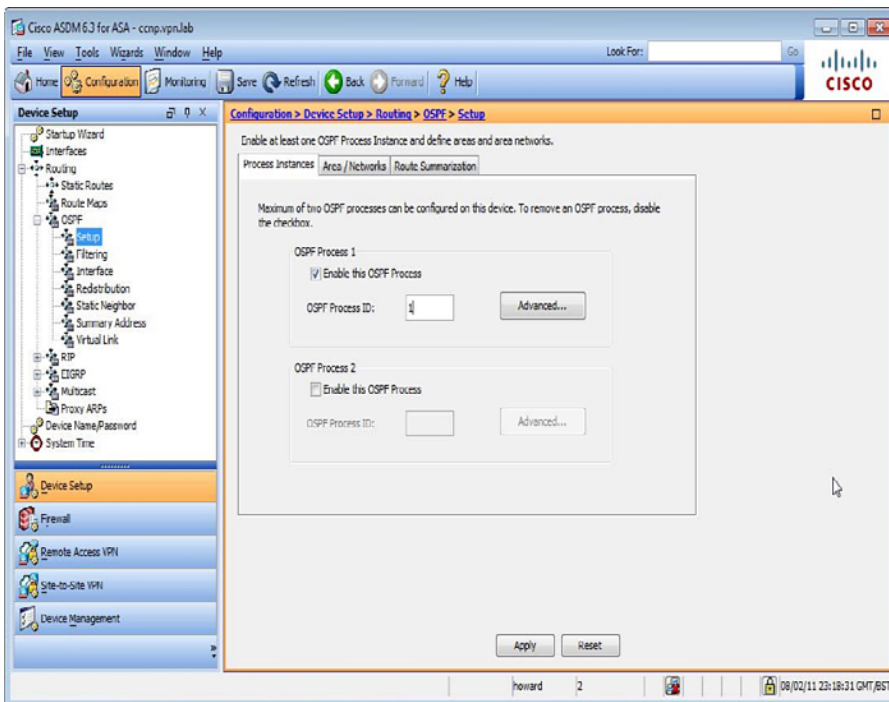 Cisco ASDM 6.3 for ASA - ccnp.vpn.lab
File View Tools Wizards Window Help
Look For:
Go
Home Configuration Monitoring Save Refresh Back Forward Help
CISCO
Device Setup
Startup Wizard
Interfaces
Routing
Static Routes
Route Maps
OSPF
Setup
Filtering
Interface
Redistribution
Static Neighbor
Summary Address
Virtual Link
RIP
EIGRP
Multicast
Proxy ARPs
Device Name/Password
System Time
Device Setup
Firewall
Remote Access VPN
Site-to-Site VPN
Device Management
Configuration > Device Setup > Routing > OSPF > Setup
Enable at least one OSPF Process Instance and define areas and area networks.
Process Instances Area / Networks Route Summarization
Maximum of two OSPF processes can be configured on this device. To remove an OSPF process, disable
the checkbox.
OSPF Process 1
Enable this OSPF Process
OSPF Process ID: 1 Advanced...
OSPF Process 2
Enable this OSPF Process
OSPF Process ID: Advanced...
Apply Reset
howard 2 08/02/11 23:18:31 GMT/BST